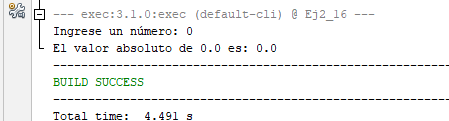 --- exec:3.1.0:exec (default-cli) @ Ej2_16 ---
Ingrese un número: 0
El valor absoluto de 0.0 es: 0.0
------------------------------------------------------------------------
BUILD SUCCESS
------------------------------------------------------------------------
Total time:  4.491 s